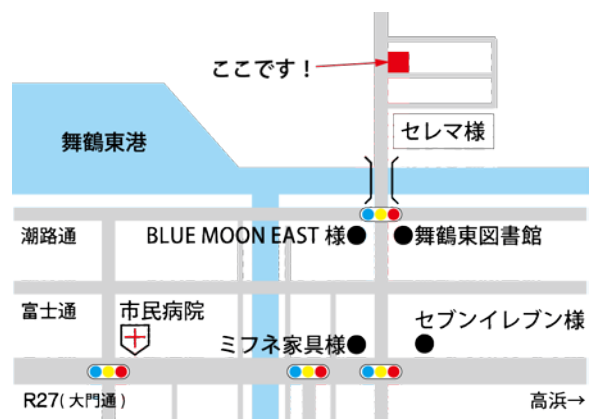 ここです！
セレマ様
舞鶴東港
潮路通
BLUE MOON EAST 様
舞鶴東図書館
富士通
市民病院
セブンイレブン様
ミフネ家具様
R27(大門通)
高浜→